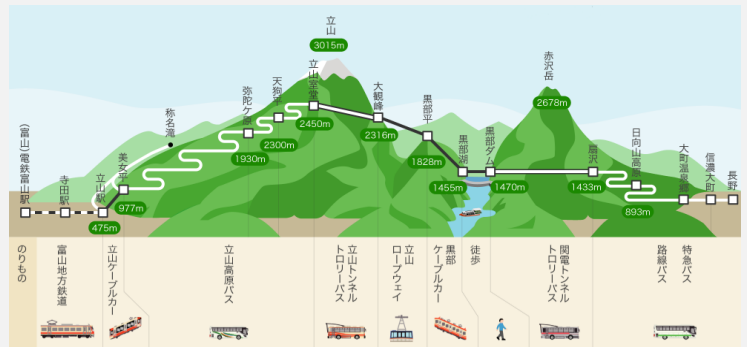 立山
3015m
赤沢岳
2678m
立山室堂
2450m
天狗平
2300m
弥陀ケ原
1930m
称名滝
大観峰
2316m
黒部平
1828m
黒部湖
1455m
黒部ダム
1470m
扇沢
1433m
日向山高原
893m
大町温泉郷
信濃大町
長野
美女平
977m
立山駅
475m
寺田駅
(富山)電鉄富山駅
のりもの
富山地方鉄道
立山ケーブルカー
立山高原バス
立山トンネル
トロリーバス
立山
ロープウェイ
黒部
ケーブルカー
徒歩
関電トンネル
トロリーバス
特急バス
路線バス